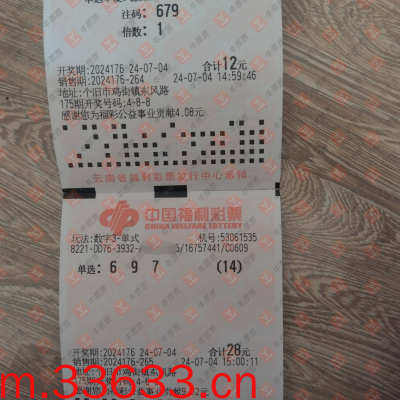 注码: 679
倍数: 1
开奖期:2024176 24-07-04 合计12元
销售期:2024176-264 24-07-04 14:59:46
地址:个旧市鸡街镇东风路
175期开奖号码:4-8-8
感谢您为福彩公益事业贡献4.08元
云南省福利彩票发行中心承销
中国福利彩票
CHINA WELFARE LOTTERY
玩法:数字3-单式 机号:53061535
8221-0D76-3932- 5/16757441/C0609
单选: 6 9 7 (14)
开奖期:2024176 24-07-04 合计28元
销售期:2024176-265 24-07-04 15:00:11
m.33633.cn